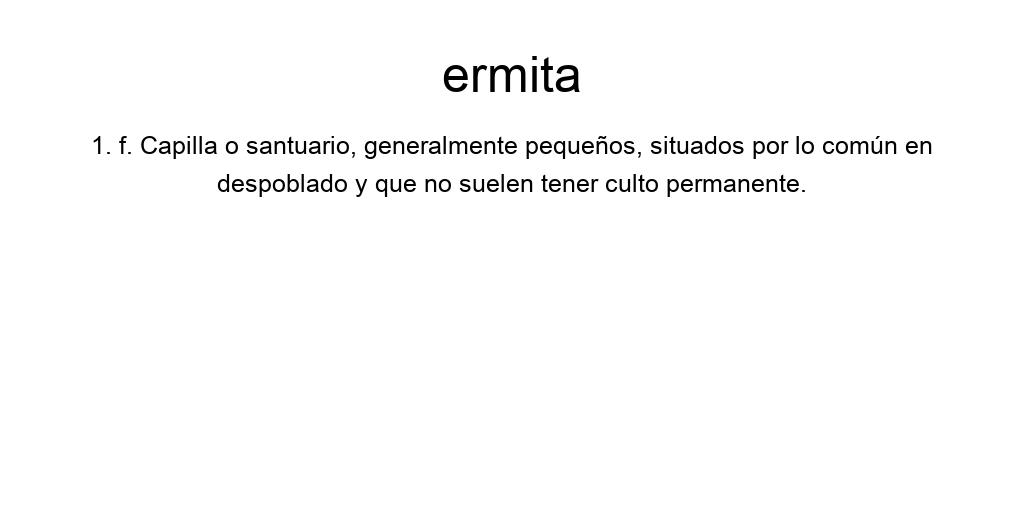 ermita
1. f. Capilla o santuario, generalmente pequeños, situados por lo común en
despoblado y que no suelen tener culto permanente.